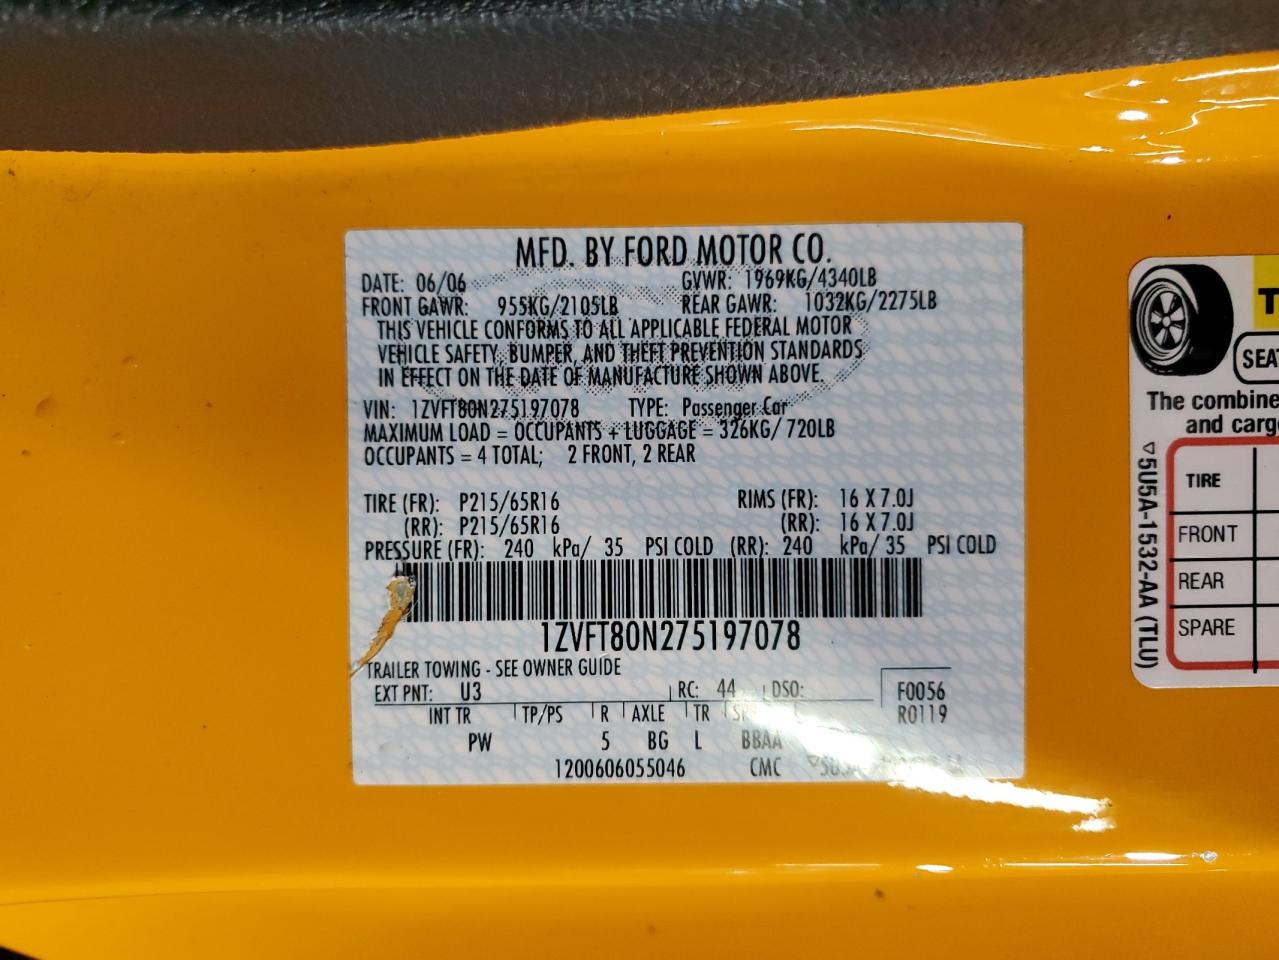 MFD. BY FORD MOTOR CO.
DATE: 06/06 GVWR: 1969KG/4340LB
FRONT GAWR: 955KG/2105LB REAR GAWR: 1032KG/2275LB
THIS VEHICLE CONFORMS TO ALL APPLICABLE FEDERAL MOTOR
VEHICLE SAFETY, BUMPER, AND THEFT PREVENTION STANDARDS
IN EFFECT ON THE DATE OF MANUFACTURE SHOWN ABOVE.
VIN: 1ZVFT80N275197078 TYPE: Passenger Car
MAXIMUM LOAD = OCCUPANTS + LUGGAGE = 326KG/720LB
OCCUPANTS = 4 TOTAL; 2 FRONT, 2 REAR
TIRE (FR): P215/65R16 RIMS (FR): 16 X 7.0J
(RR): P215/65R16 (RR): 16 X 7.0J
PRESSURE (FR): 240 kPa/ 35 PSI COLD (RR): 240 kPa/ 35 PSI COLD
1ZVFT80N275197078
TRAILER TOWING - SEE OWNER GUIDE
EXT PNT: U3 RC: 44 DSO: F0056
R0119
INT TR TP/PS R AXLE TR
PW 5 BG L BBAA
1200606055046 CMC
T
SEAT
The combine
and carg
TIRE
FRONT
REAR
SPARE
▽5U5A-1532-AA (TLU)